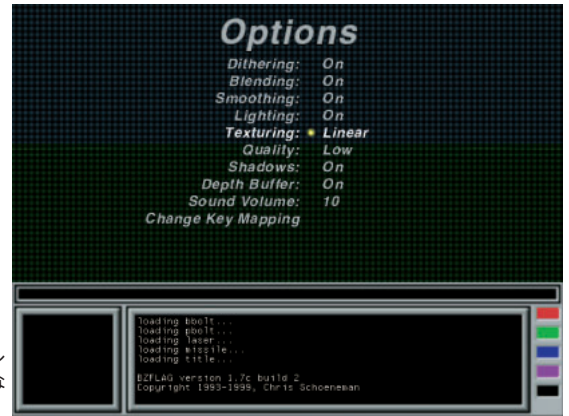 Options
Dithering: On
Blending: On
Smoothing: On
Lighting: On
Texturing: Linear
Quality: Low
Shadows: On
Depth Buffer: On
Sound Volume: 10
Change Key Mapping
loading bbolt...
loading pbolt...
loading laser...
loading missile...
loading title...
BZFLAG version 1.7c build 2
Copyright 1993-1999, Chris Schoeneman